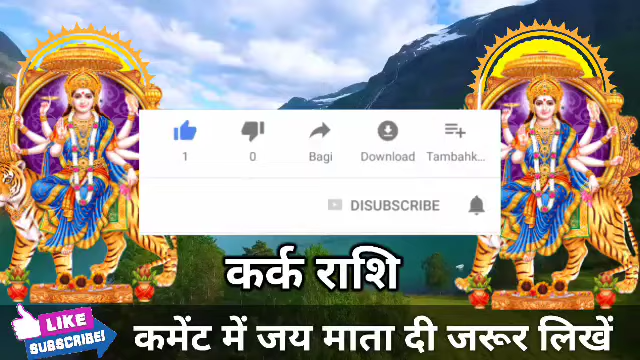 1 0 Bagi Download Tambahk...
DISUBSCRIBE
कर्क राशि
LIKE
SUBSCRIBE!
कमेंट में जय माता दी जरूर लिखें